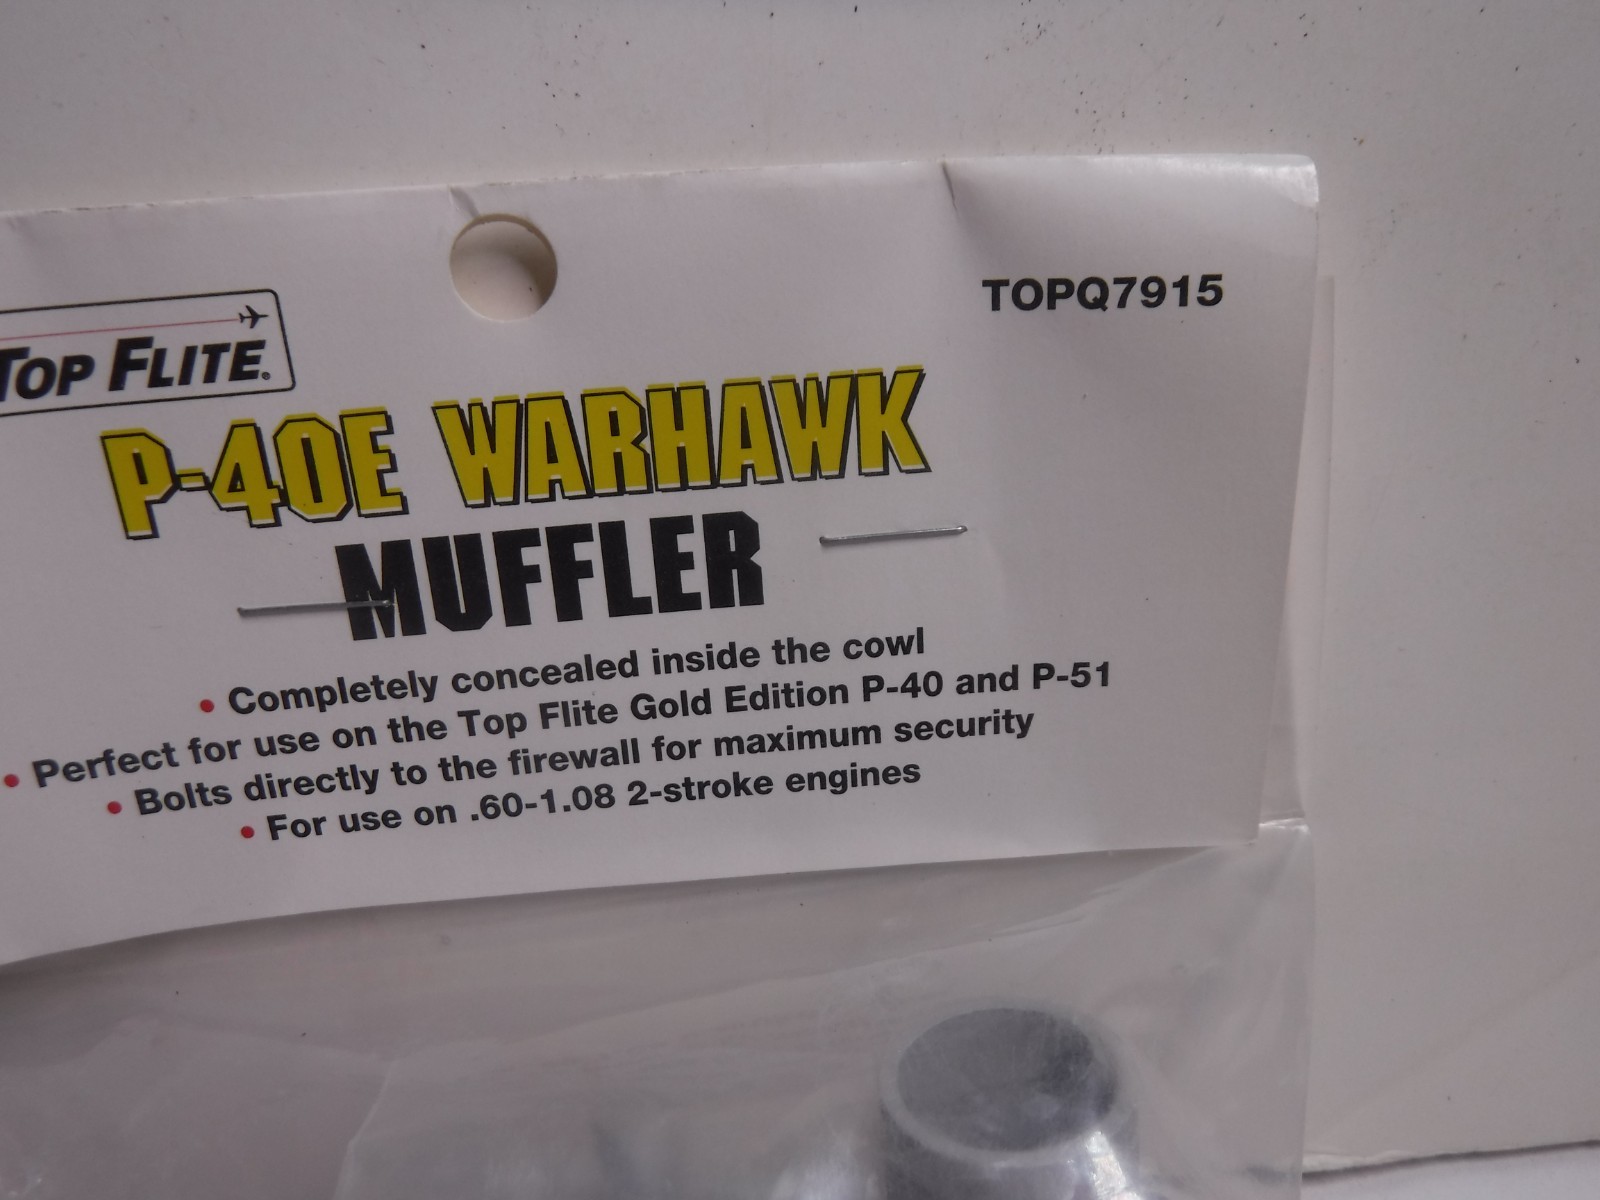 TOPQ7915
TOP FLITE®
P-40E WARHAWK
MUFFLER
• Completely concealed inside the cowl
• Perfect for use on the Top Flite Gold Edition P-40 and P-51
• Bolts directly to the firewall for maximum security
• For use on .60-1.08 2-stroke engines